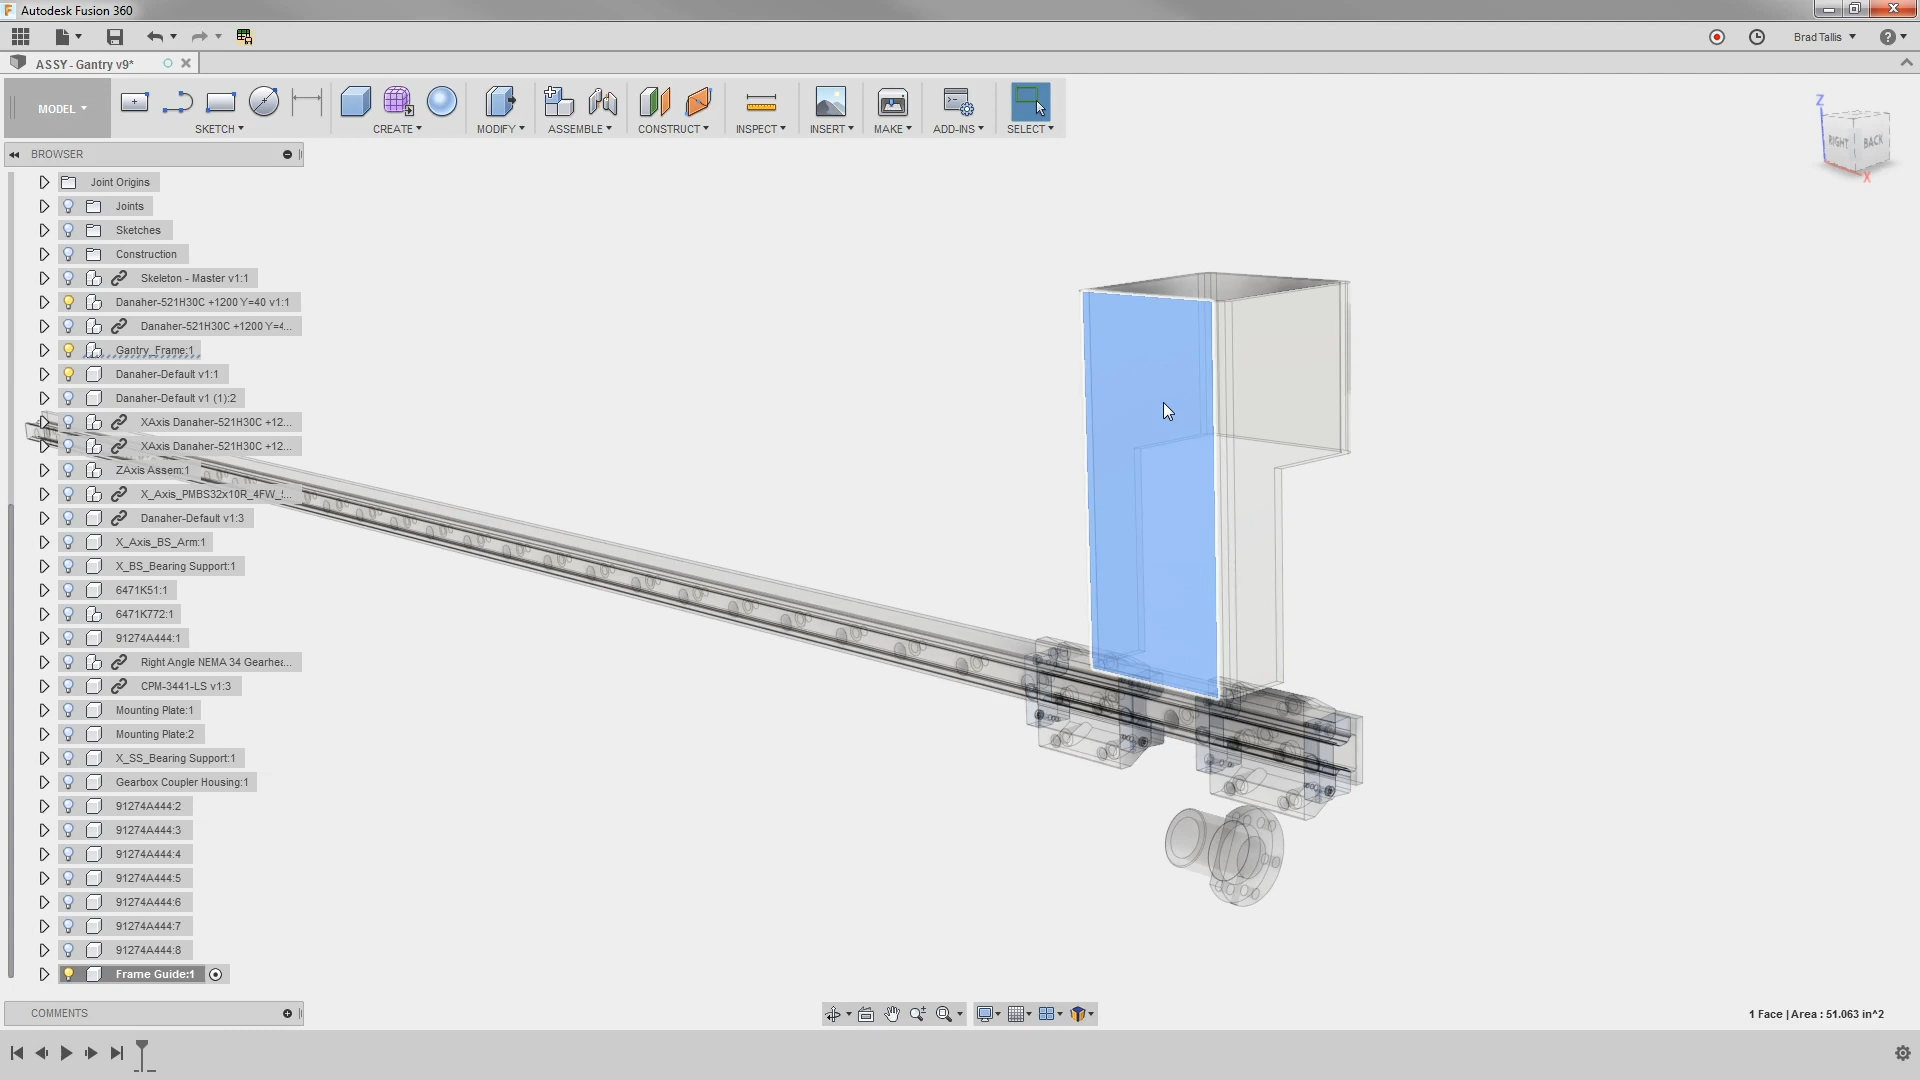 Autodesk Fusion 360
Brad Tallis
ASSY - Gantry v9*
MODEL
SKETCH
CREATE
MODIFY
ASSEMBLE
CONSTRUCT
INSPECT
INSERT
MAKE
ADD-INS
SELECT
Z
RIGHT
BACK
X
BROWSER
Joint Origins
Joints
Sketches
Construction
Skeleton - Master v1:1
Danaher-521H30C +1200 Y=40 v1:1
Danaher-521H30C +1200 Y=4...
Gantry_Frame:1
Danaher-Default v1:1
Danaher-Default v1 (1):2
XAxis Danaher-521H30C +12...
XAxis Danaher-521H30C +12...
ZAxis Assem:1
X_Axis_PMBS32x10R_4FW_...
Danaher-Default v1:3
X_Axis_BS_Arm:1
X_BS_Bearing Support:1
6471K51:1
6471K772:1
91274A444:1
Right Angle NEMA 34 Gearhea...
CPM-3441-LS v1:3
Mounting Plate:1
Mounting Plate:2
X_SS_Bearing Support:1
Gearbox Coupler Housing:1
91274A444:2
91274A444:3
91274A444:4
91274A444:5
91274A444:6
91274A444:7
91274A444:8
Frame Guide:1
COMMENTS
1 Face | Area : 51.063 in^2